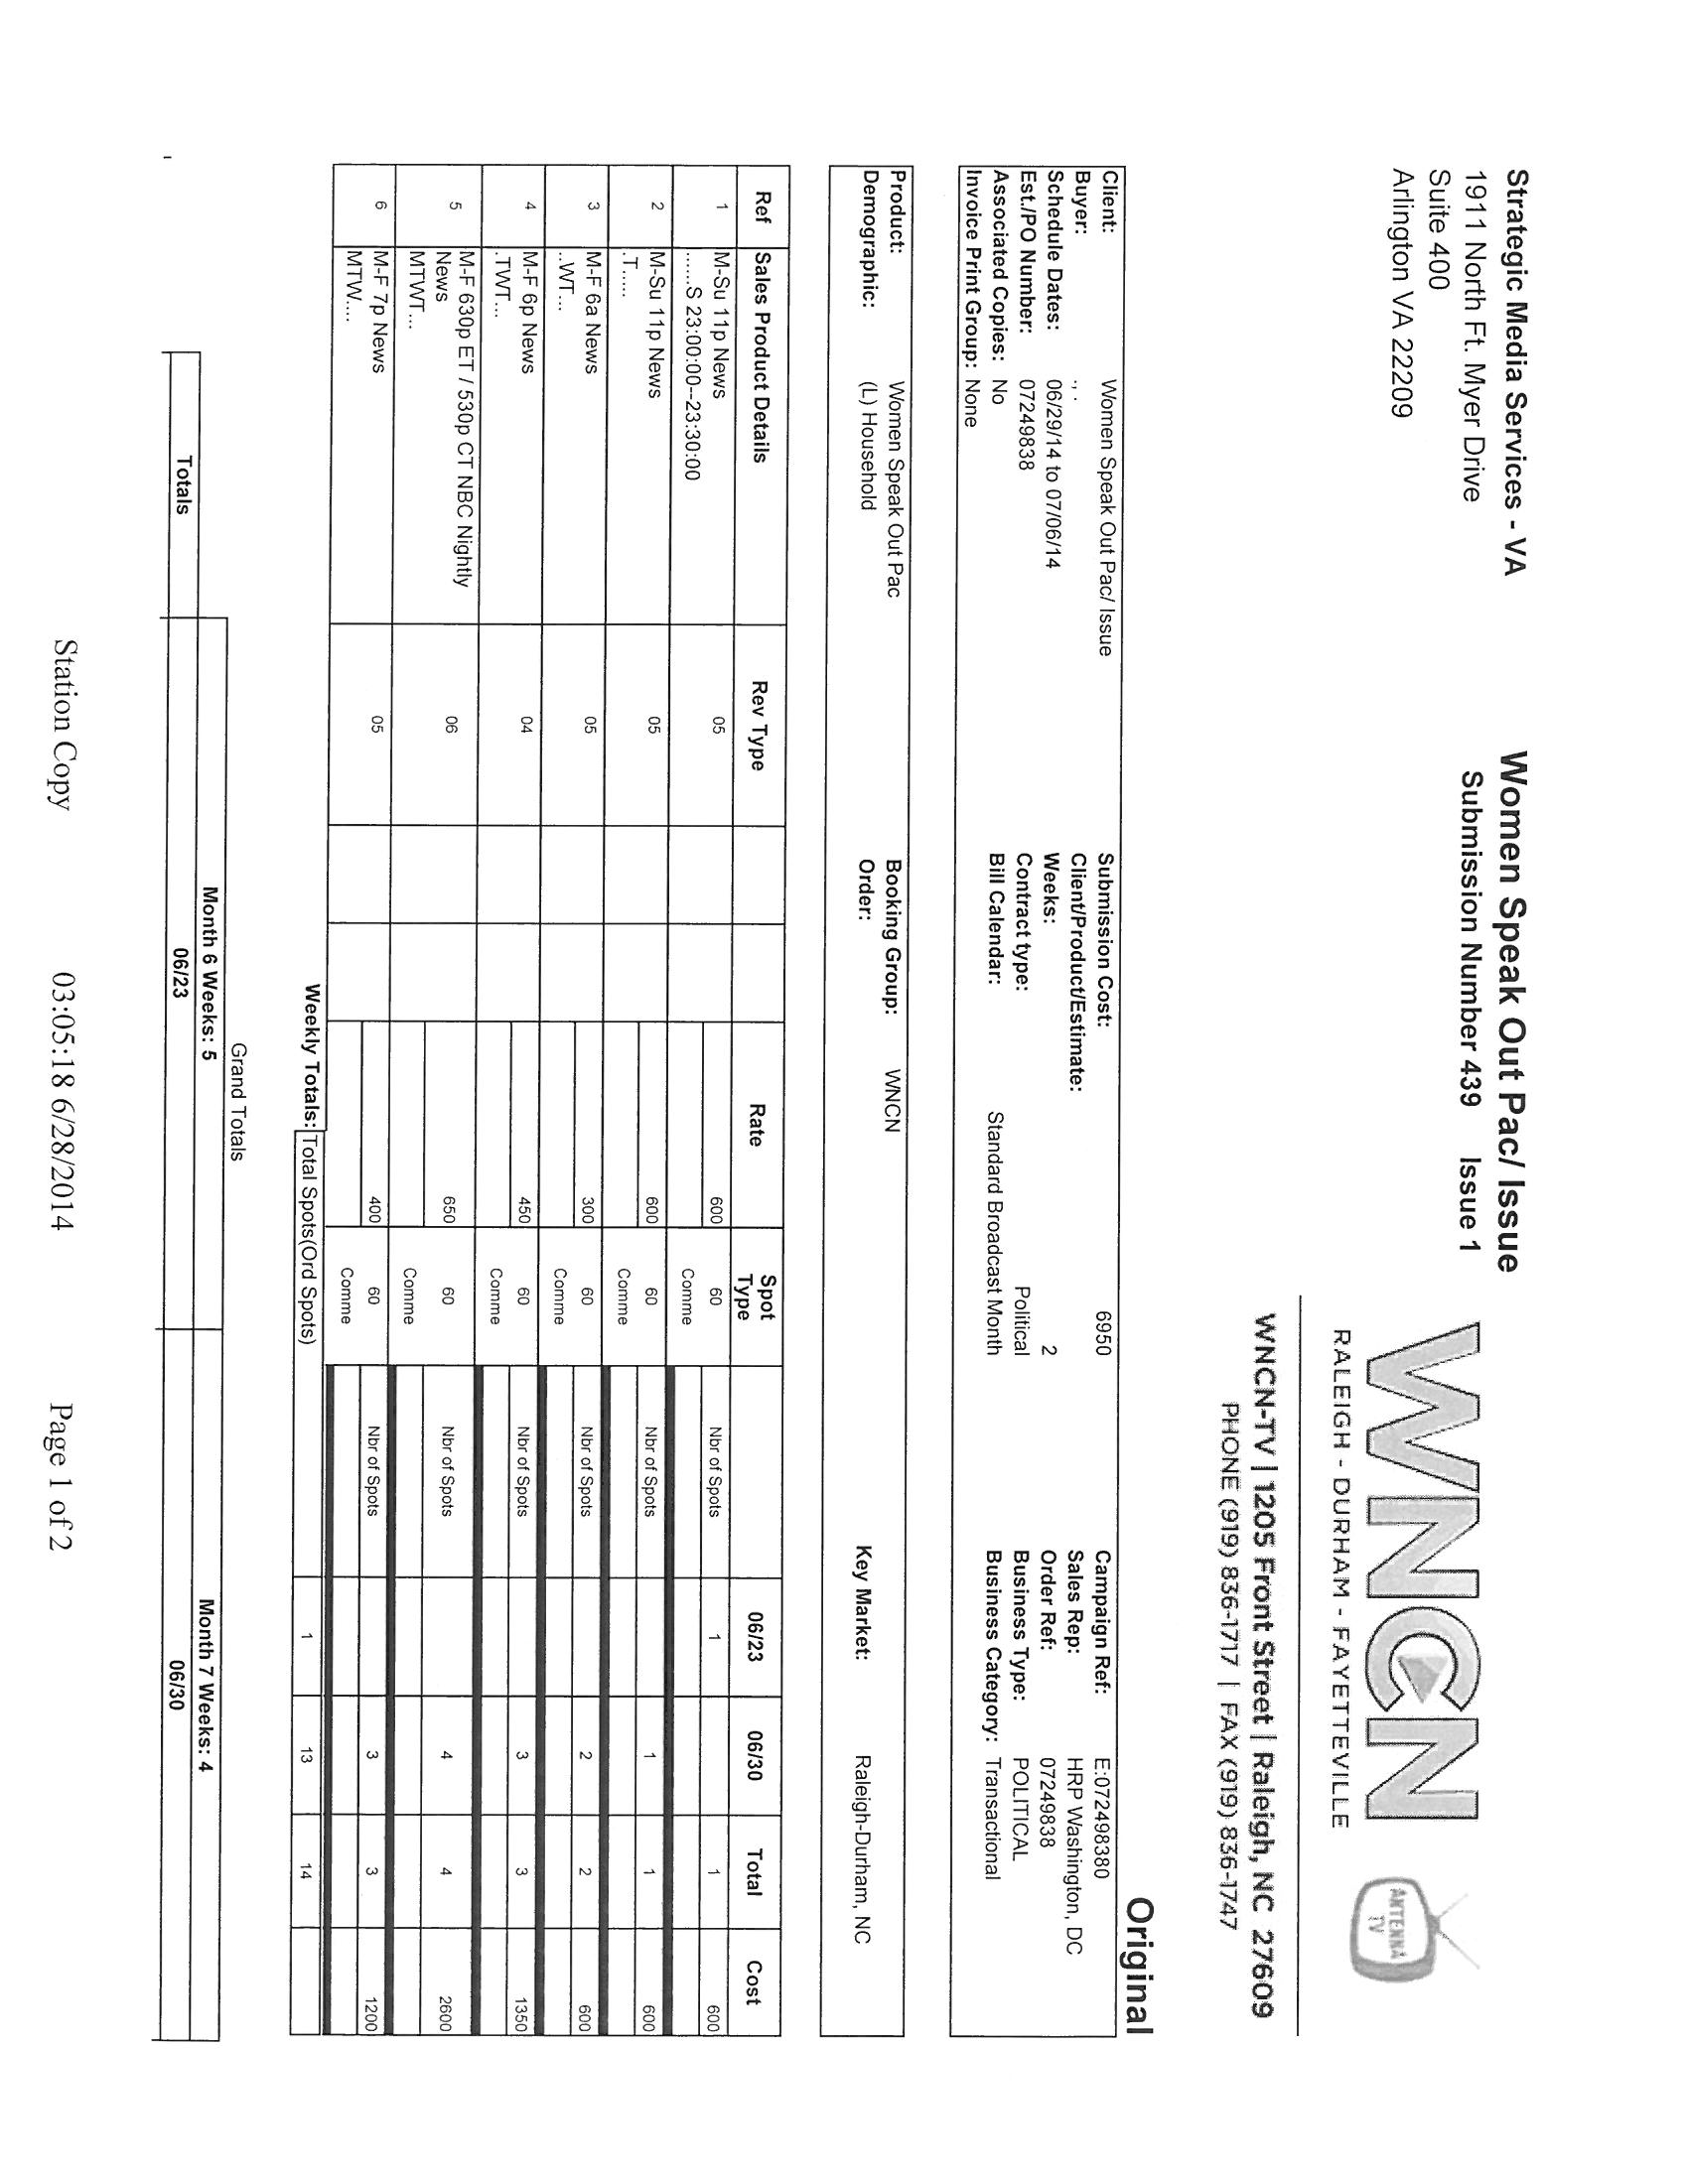 Strategic Media Services - VA
1911 North Ft. Myer Drive
Suite 400
Arlington VA 22209
Women Speak Out Pac/ Issue
Submission Number 439 Issue 1
WNCN
RALEIGH - DURHAM - FAYETTEVILLE
ANTENNA TV
WNCN-TV | 1205 Front Street | Raleigh, NC 27609
PHONE (919) 836-1717 | FAX (919) 836-1747
Original
Client: Women Speak Out Pac/ Issue Submission Cost: 6950 Campaign Ref: E:072498380
Buyer: ., . Client/Product/Estimate: Sales Rep: HRP Washington, DC
Schedule Dates: 06/29/14 to 07/06/14 Weeks: 2 Order Ref: 07249838
Est./PO Number: 07249838 Contract type: Political Business Type: POLITICAL
Associated Copies: No Bill Calendar: Standard Broadcast Month Business Category: Transactional
Invoice Print Group: None
Product: Women Speak Out Pac Booking Group: WNCN Key Market: Raleigh-Durham, NC
Demographic: (L) Household Order:
Ref Sales Product Details Rev Type Rate Spot Type 06/23 06/30 Total Cost
1 M-Su 11p News 05 600 60 Nbr of Spots 1 1 600
......S 23:00:00--23:30:00 Comme
2 M-Su 11p News 05 600 60 Nbr of Spots 1 1 600
.T..... Comme
3 M-F 6a News 05 300 60 Nbr of Spots 2 2 600
..WT... Comme
4 M-F 6p News 04 450 60 Nbr of Spots 3 3 1350
.TWT... Comme
5 M-F 630p ET / 530p CT NBC Nightly News 06 650 60 Nbr of Spots 4 4 2600
MTWT... Comme
6 M-F 7p News 05 400 60 Nbr of Spots 3 3 1200
MTW.... Comme
Weekly Totals: Total Spots(Ord Spots) 1 13 14
Grand Totals
Month 6 Weeks: 5 Month 7 Weeks: 4
Totals 06/23 06/30
Station Copy 03:05:18 6/28/2014 Page 1 of 2